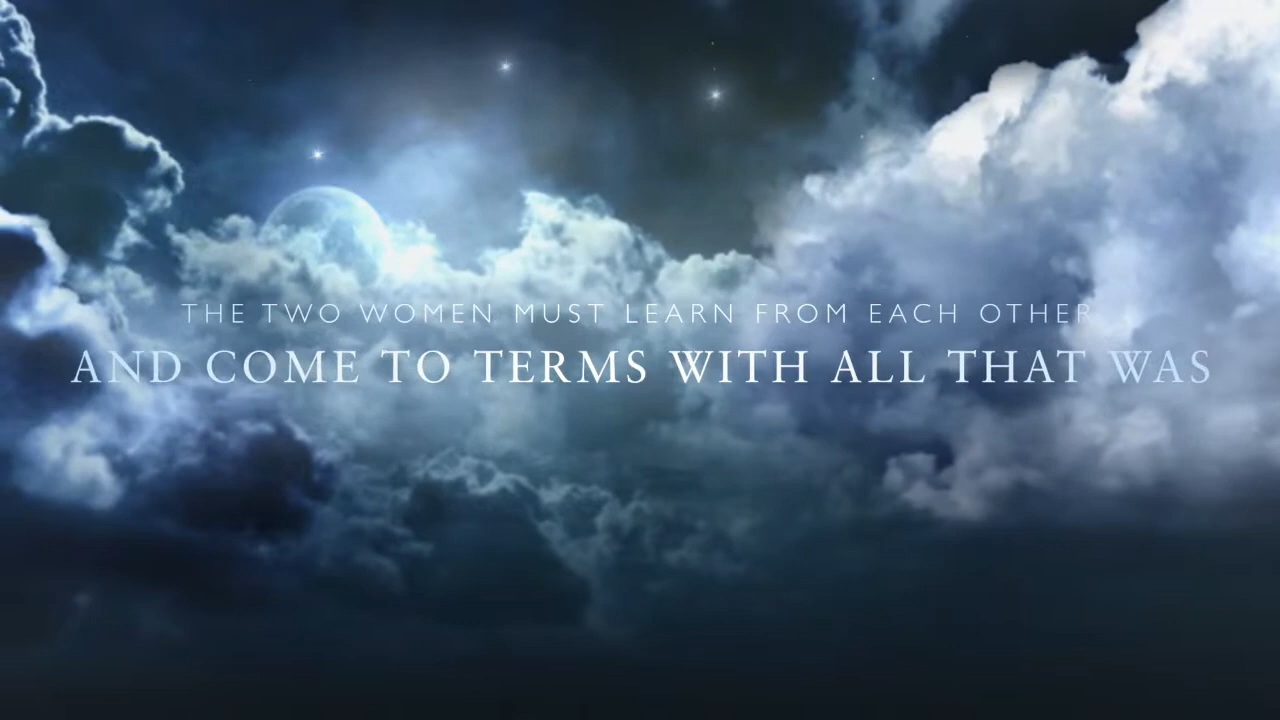 THE TWO WOMEN MUST LEARN FROM EACH OTHER
AND COME TO TERMS WITH ALL THAT WAS